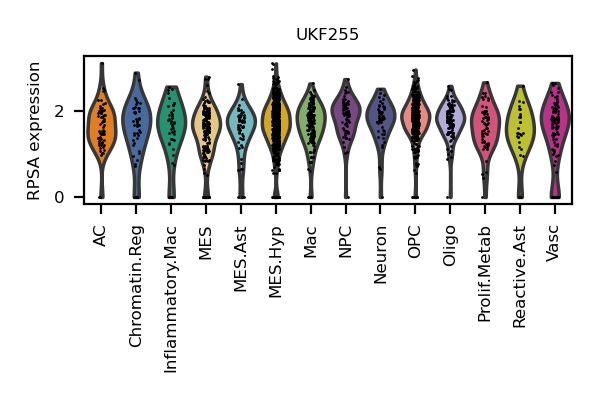 UKF255
RPSA expression
2
0
AC
Chromatin.Reg
Inflammatory.Mac
MES
MES.Ast
MES.Hyp
Mac
NPC
Neuron
OPC
Oligo
Prolif.Metab
Reactive.Ast
Vasc